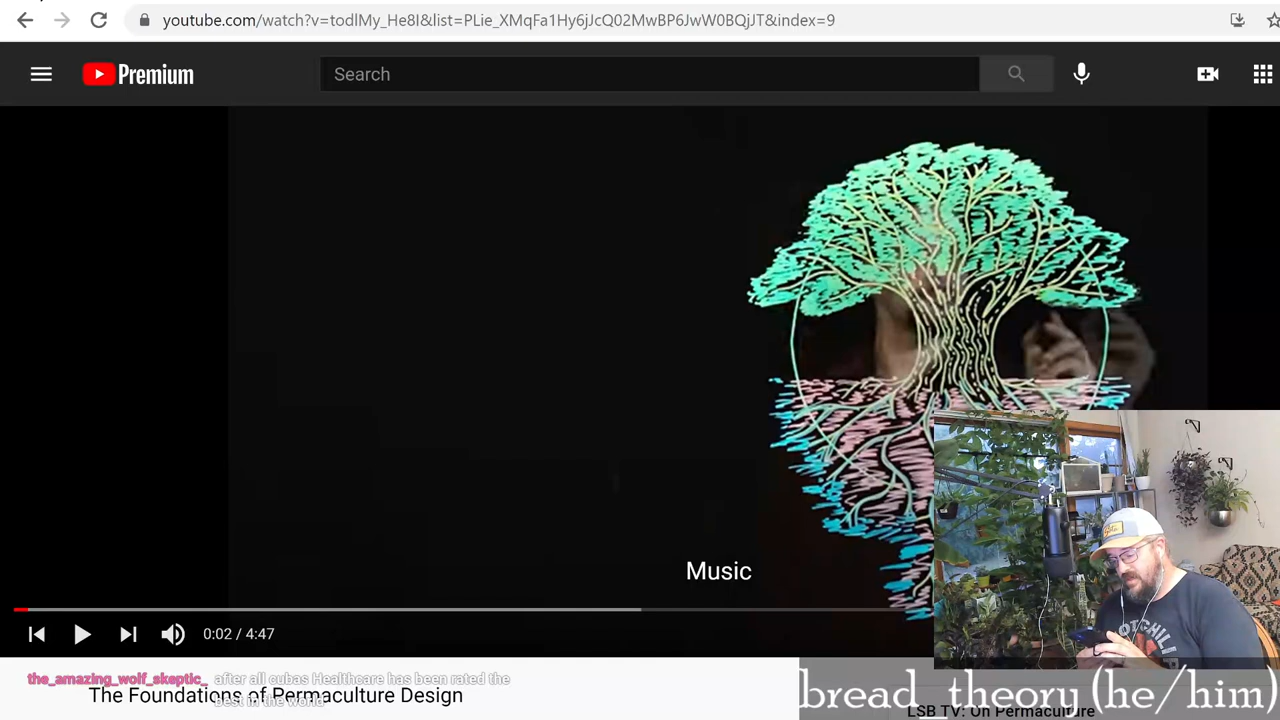 youtube.com/watch?v=todlMy_He8I&list=PLie_XMqFa1Hy6jJcQ02MwBP6JwW0BQjJT&index=9
Premium
Search
Music
0:02 / 4:47
the_amazing_wolf_skeptic_ after all cubas Healthcare has been rated the
best in the world
The Foundations of Permaculture Design
bread_theory (he/him)
LSB TV: On Permaculture